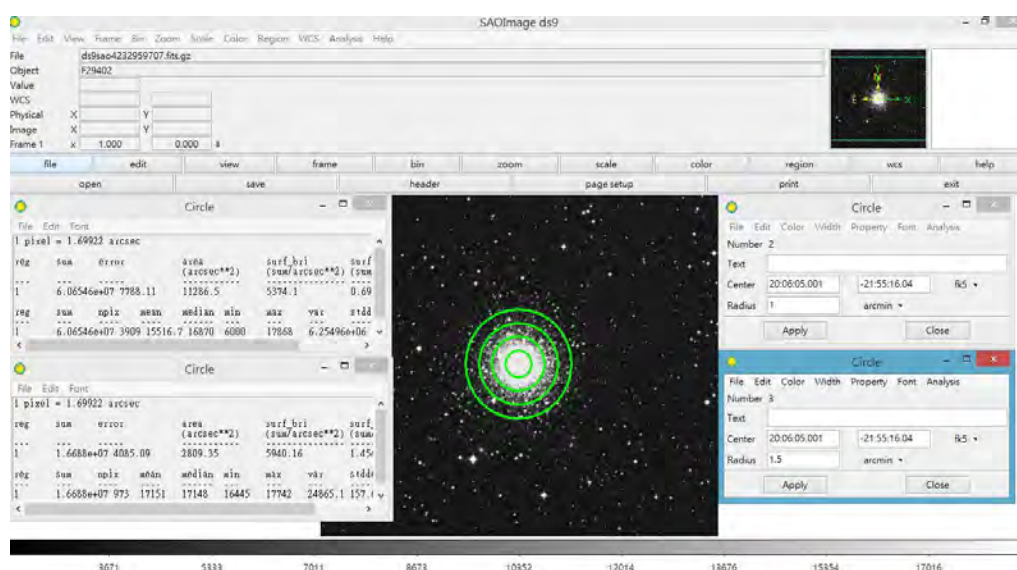 SAOImage ds9
File Edit View Frame Bin Zoom Scale Color Region WCS Analysis Help
File ds9sao4232959707.fits.gz
Object F29402
Value
WCS
Physical X Y
Image X Y
Frame 1 x 1.000 0.000
Y
N
E X
file edit view frame bin zoom scale color region wcs help
open save header page setup print exit
Circle
File Edit Font
1 pixel = 1.69922 arcsec
reg sum error area surf_bri surf
(arcsec**2) (sum/arcsec**2) (sum
1 6.06546e+07 7788.11 11286.5 5374.1 0.69
reg sum npix mean median min max var stdd
1 6.06546e+07 3909 15516.7 16870 6000 17868 6.25496e+06
Circle
File Edit Font
1 pixel = 1.69922 arcsec
reg sum error area surf_bri surf_
(arcsec**2) (sum/arcsec**2) (sum
1 1.6688e+07 4085.09 2809.35 5940.16 1.45
reg sum npix mean median min max var stdd
1 1.6688e+07 973 17151 17148 16445 17742 24865.1 157.
Circle
File Edit Color Width Property Font Analysis
Number 2
Text
Center 20:06:05.001 -21:55:16.04 fk5
Radius 1 arcmin
Apply Close
Circle
File Edit Color Width Property Font Analysis
Number 3
Text
Center 20:06:05.001 -21:55:16.04 fk5
Radius 1.5 arcmin
Apply Close
3671 5333 7011 8673 10352 12014 13676 15354 17016